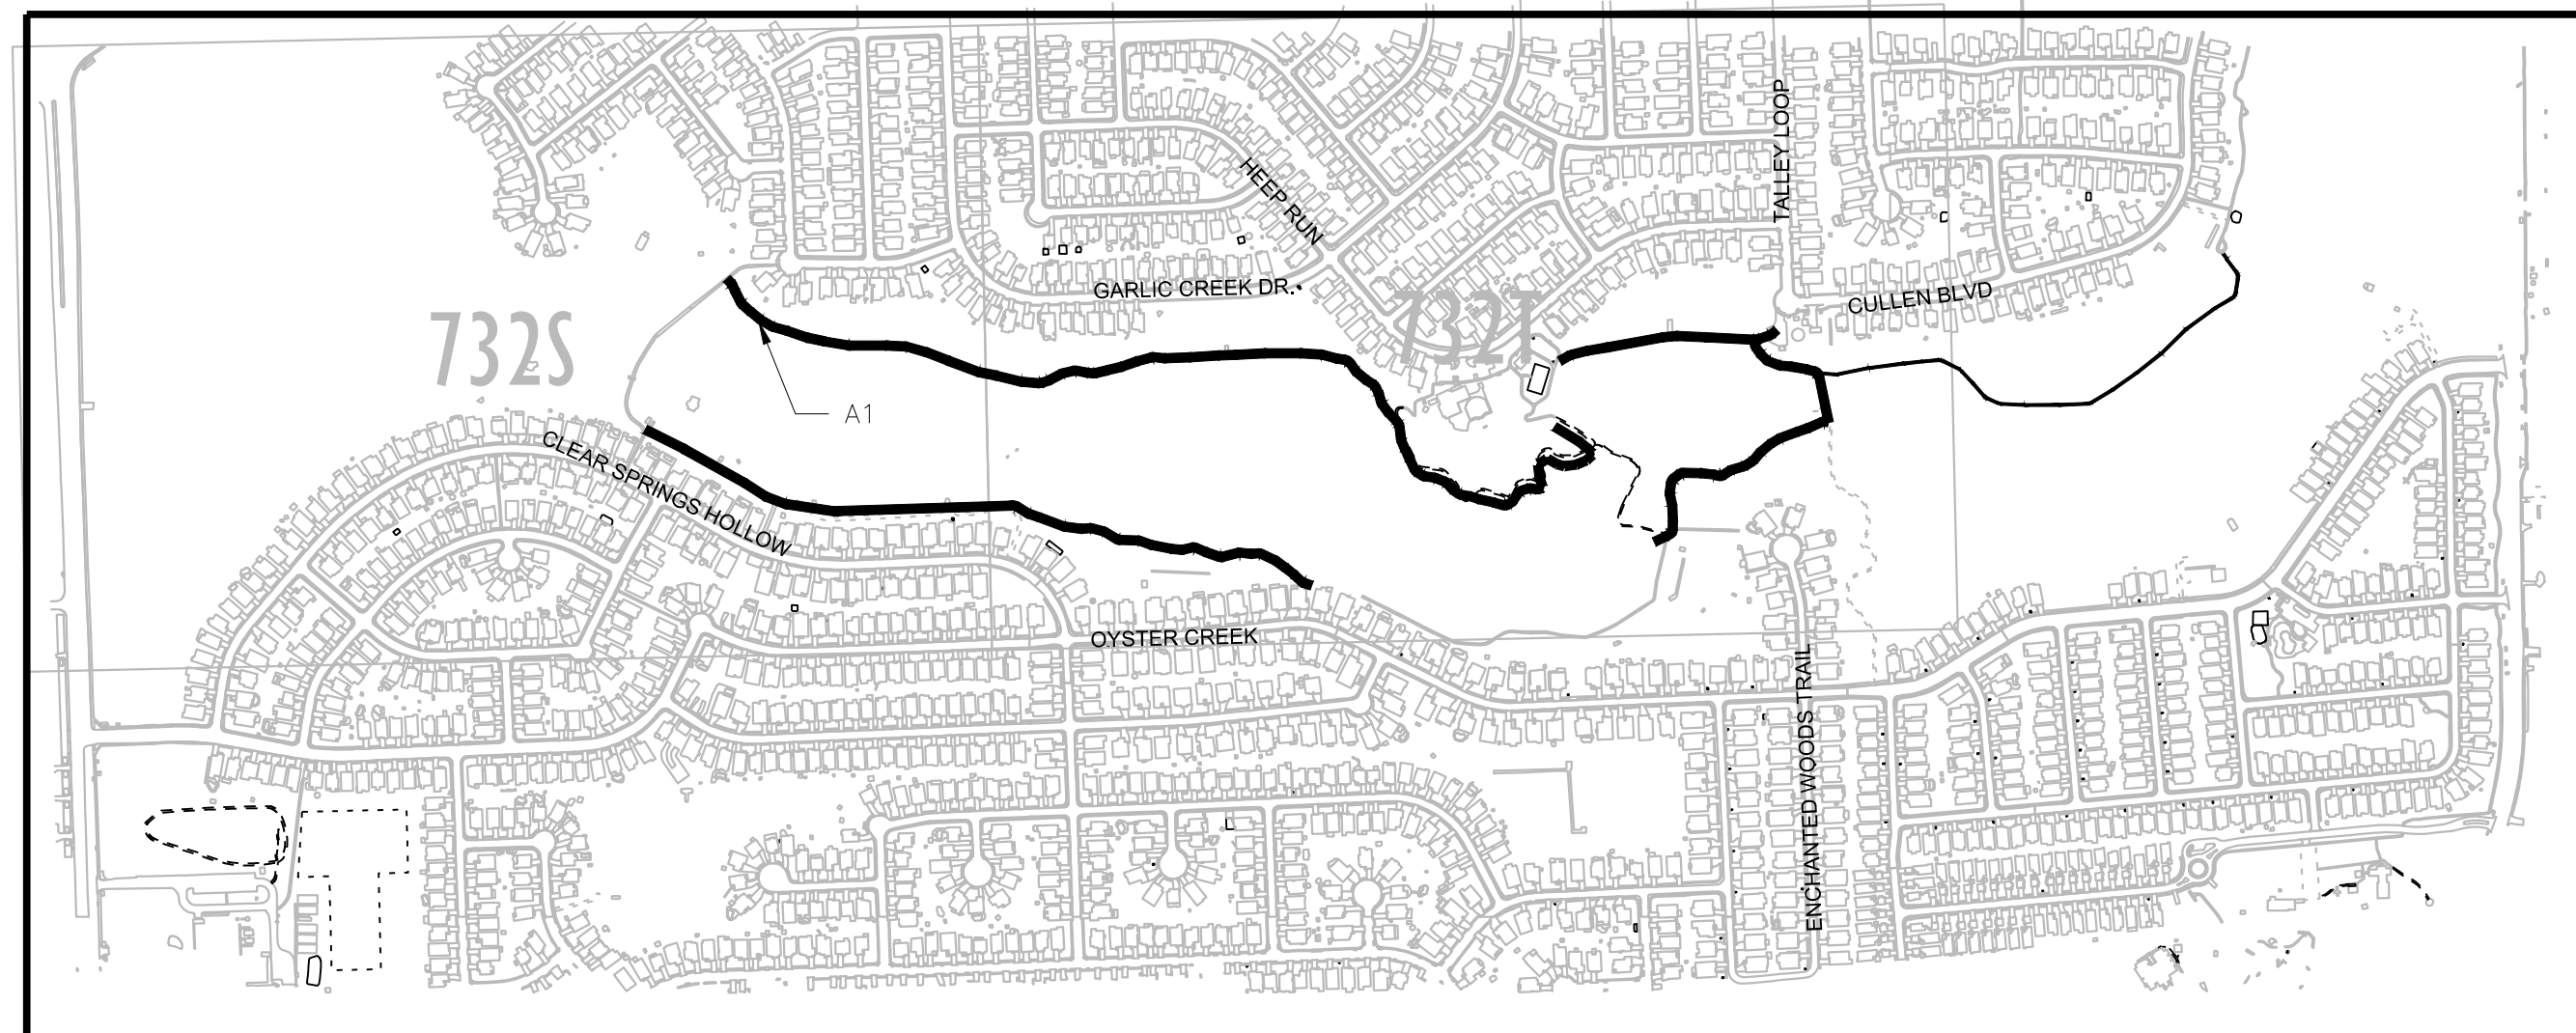 TALLEY LOOP
HEEP RUN
GARLIC CREEK DR.
CULLEN BLVD
732S
732T
A1
CLEAR SPRINGS HOLLOW
OYSTER CREEK
ENCHANTED WOODS TRAIL